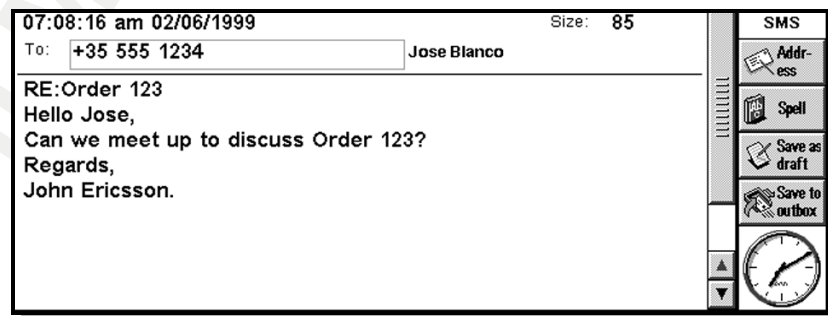 07:08:16 am 02/06/1999 Size: 85 SMS
To: +35 555 1234 Jose Blanco
Addr-
ess
RE:Order 123
Hello Jose,
Can we meet up to discuss Order 123?
Regards,
John Ericsson.
Spell
Save as
draft
Save to
outbox